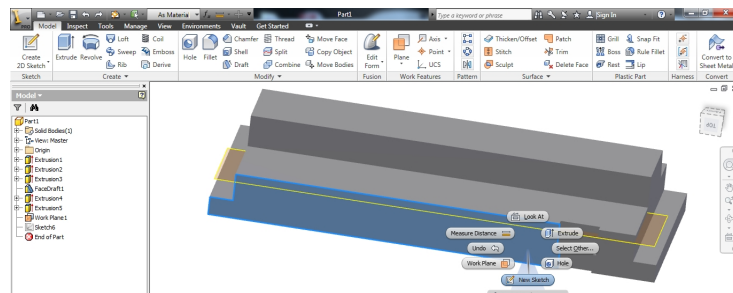 As Materia
Part1
Type a keyword or phrase
Sign In
PRO
Model Inspect Tools Manage View Environments Vault Get Started
Create
2D Sketch
Extrude Revolve
Loft
Sweep
Rib
Coil
Emboss
Derive
Hole Fillet
Chamfer
Shell
Draft
Thread
Split
Combine
Move Face
Copy Object
Move Bodies
Edit
Form
Plane
Axis
Point
UCS
Thicken/Offset
Stitch
Sculpt
Patch
Trim
Delete Face
Grill
Boss
Rest
Snap Fit
Rule Fillet
Lip
Convert to
Sheet Metal
Sketch Create Modify Fusion Work Features Pattern Surface Plastic Part Harness Convert
Model
Part1
Solid Bodies(1)
View: Master
Origin
Extrusion1
Extrusion2
Extrusion3
FaceDraft1
Extrusion4
Extrusion5
Work Plane1
Sketch6
End of Part
TOP
Look At
Measure Distance
Extrude
Undo
Select Other...
Work Plane
Hole
New Sketch